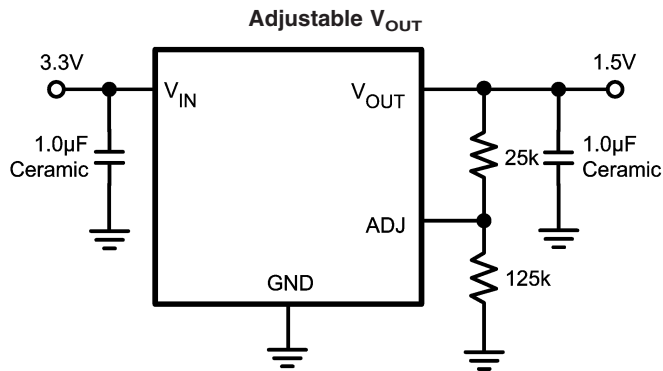 Adjustable VOUT
3.3V
1.5V
VIN
VOUT
1.0µF
Ceramic
25k
1.0µF
Ceramic
ADJ
GND
125k